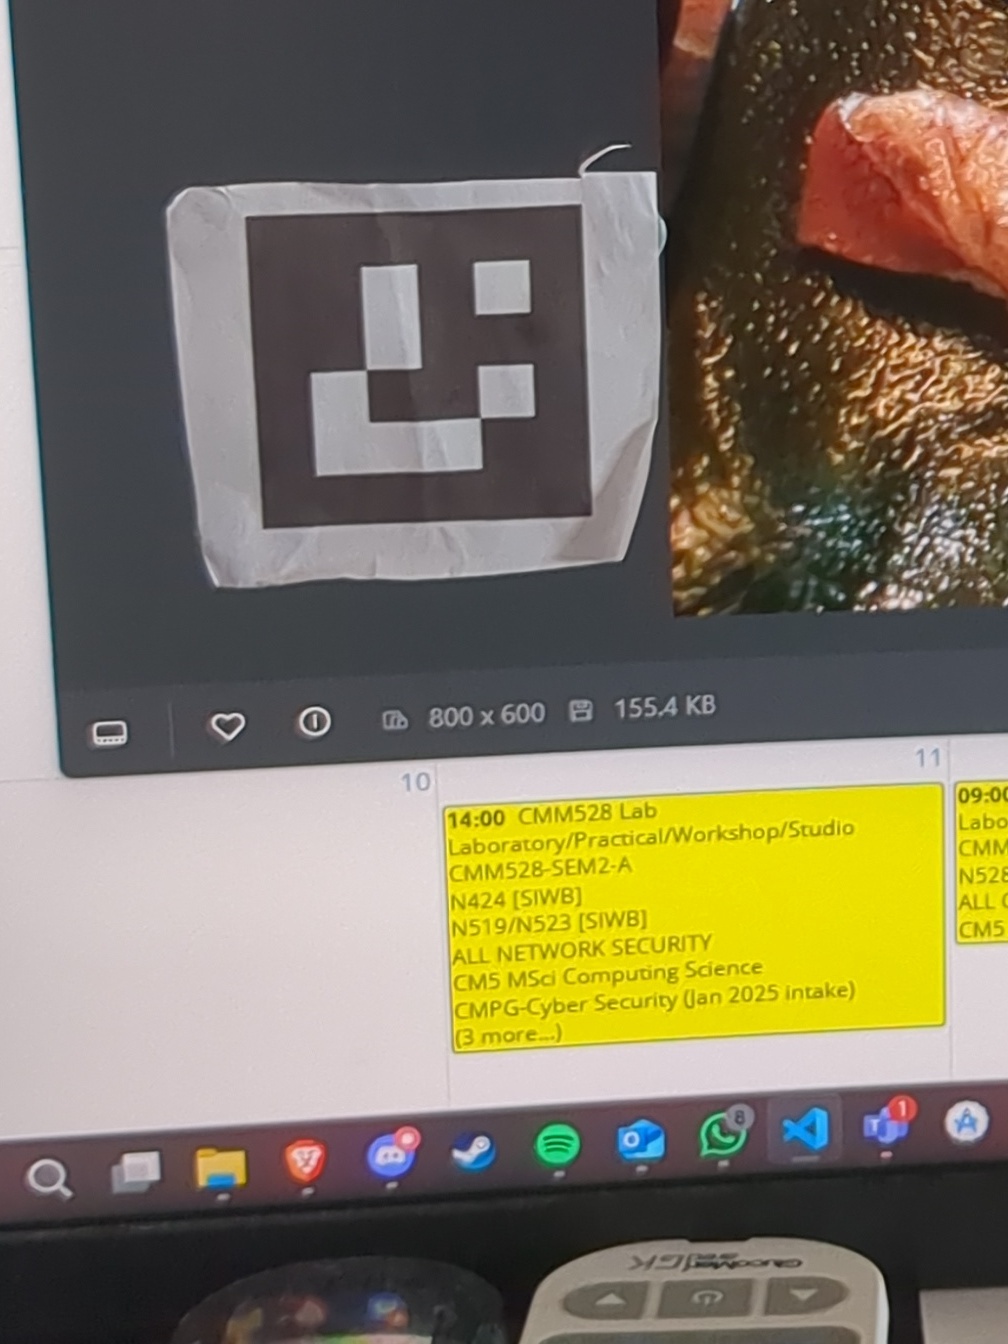 800 x 600 155.4 KB
10
11
14:00 CMM528 Lab
Laboratory/Practical/Workshop/Studio
CMM528-SEM2-A
N424 [SIWB]
N519/N523 [SIWB]
ALL NETWORK SECURITY
CM5 MSci Computing Science
CMPG-Cyber Security (Jan 2025 intake)
(3 more...)
09:00
Labo
CMM
N528
ALL C
CM5
8
1
GK